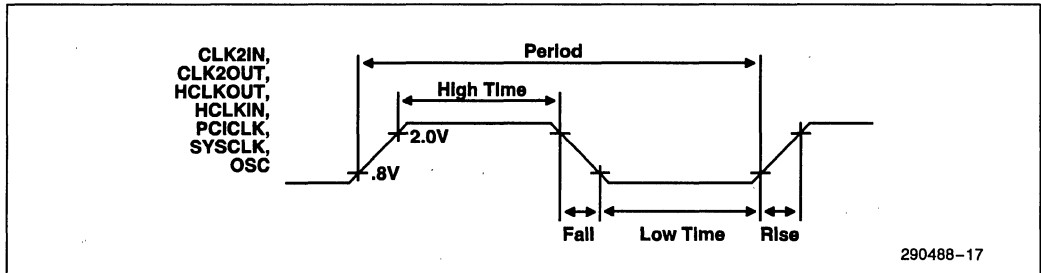 CLK2IN,
CLK2OUT,
HCLKOUT,
HCLKIN,
PCICLK,
SYSCLK,
OSC
Period
High Time
2.0V
.8V
Fall
Low Time
Rise
290488–17